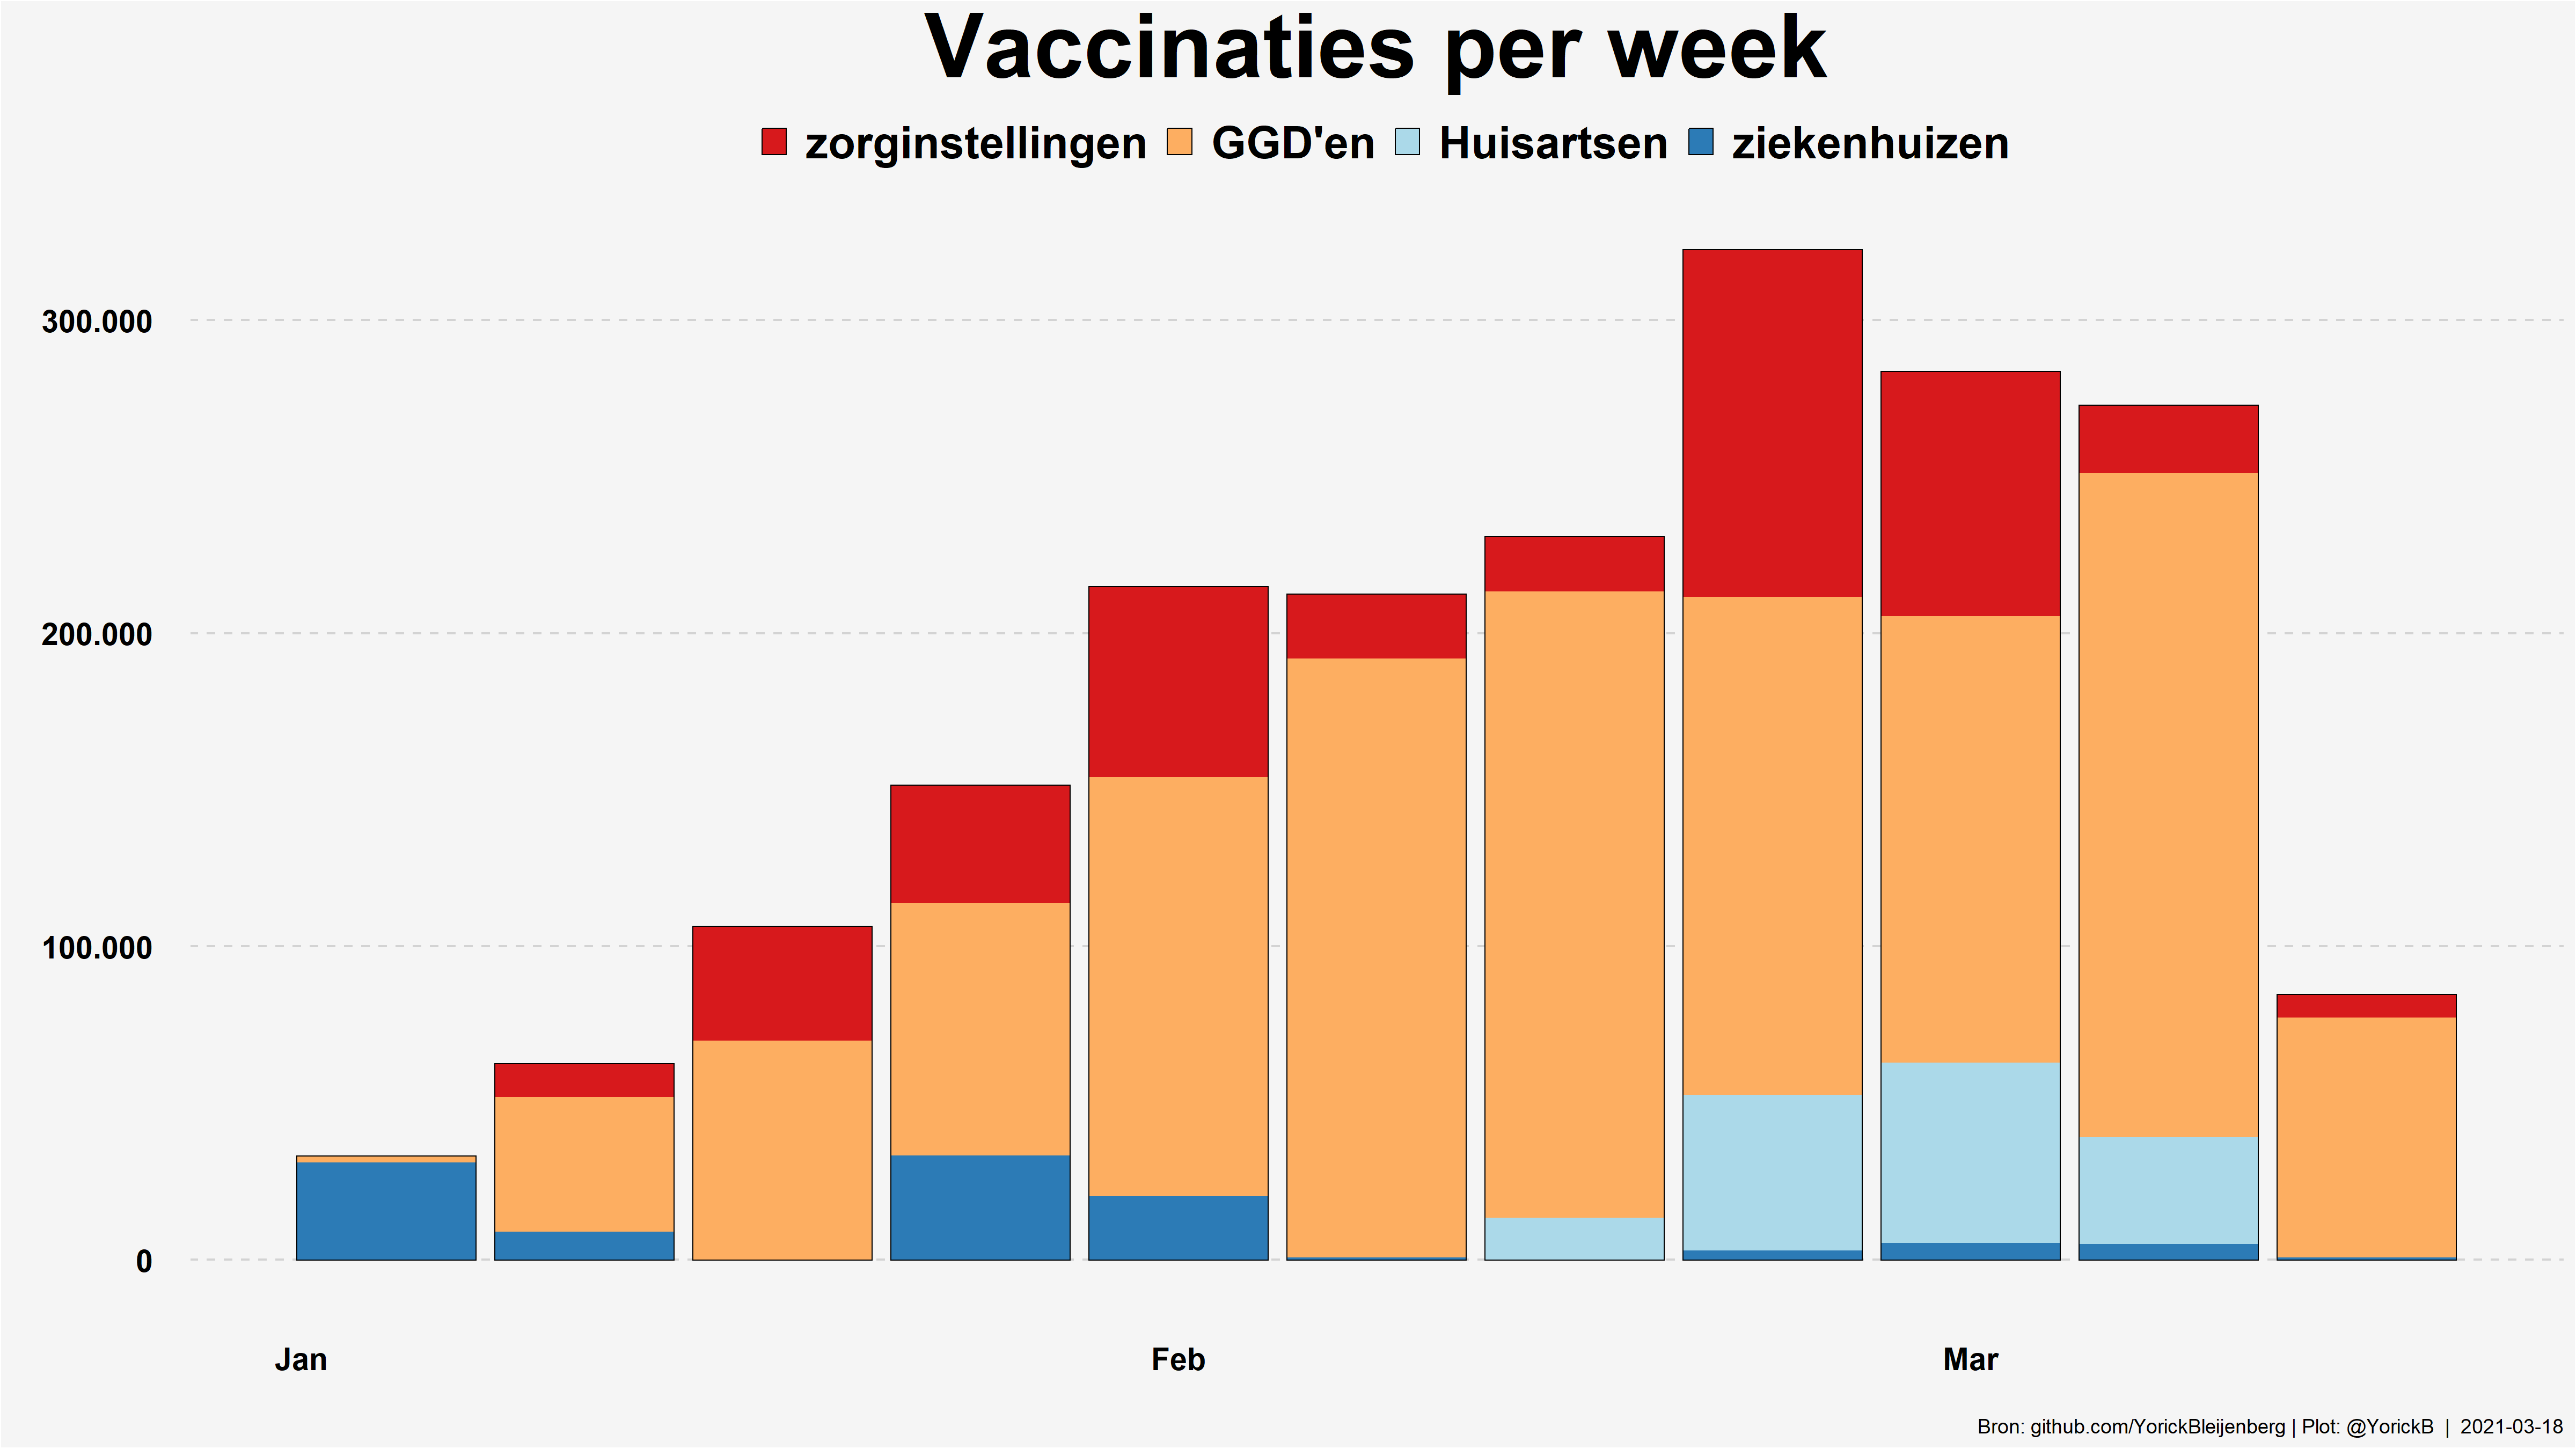 Vaccinaties per week
zorginstellingen GGD'en Huisartsen ziekenhuizen
300.000
200.000
100.000
0
Jan Feb Mar
Bron: github.com/YorickBleijenberg | Plot: @YorickB | 2021-03-18